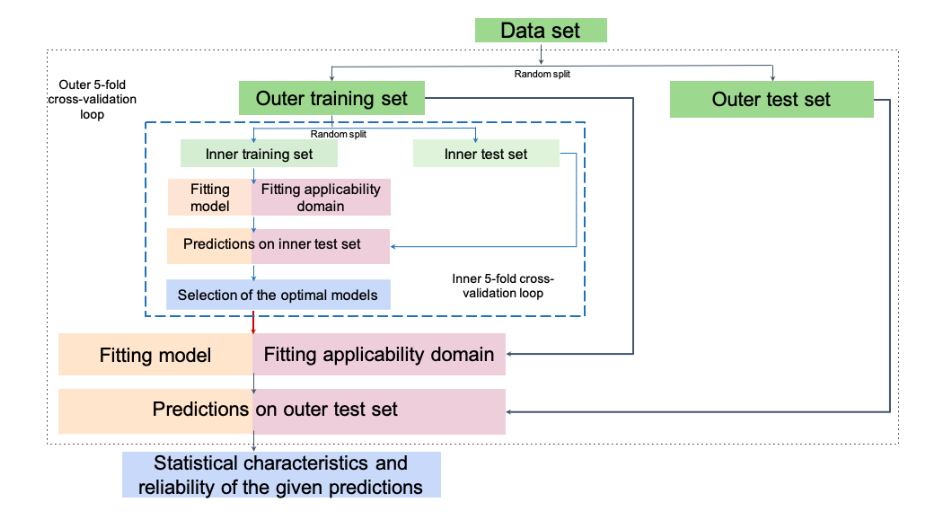 Data set
Random split
Outer 5-fold
cross-validation
loop
Outer training set
Outer test set
Random split
Inner training set
Inner test set
Fitting
model
Fitting applicability
domain
Predictions on inner test set
Inner 5-fold cross-
validation loop
Selection of the optimal models
Fitting model
Fitting applicability domain
Predictions on outer test set
Statistical characteristics and
reliability of the given predictions